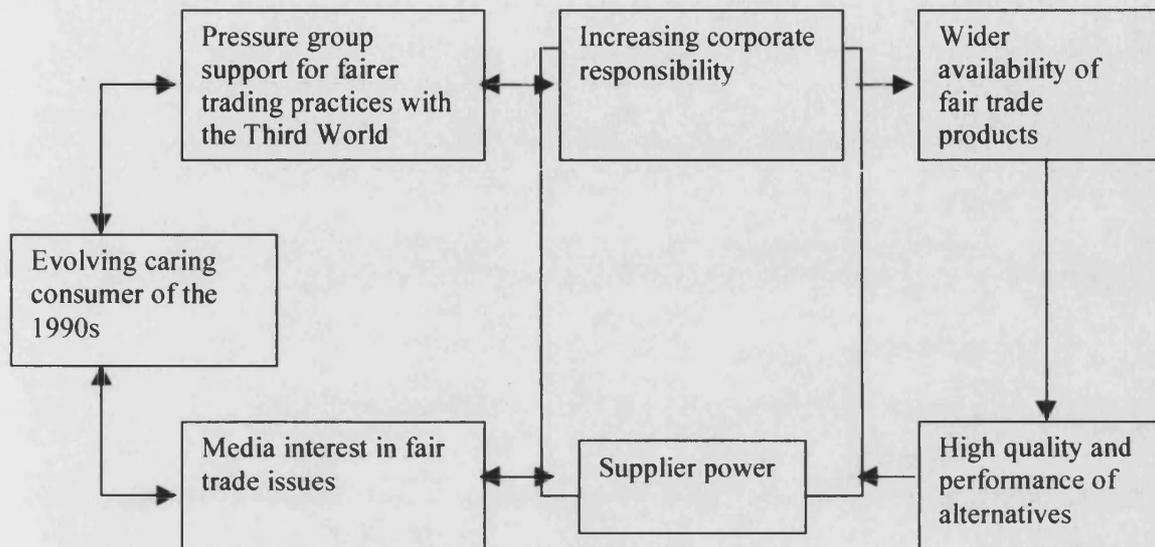 Pressure group
support for fairer
trading practices with
the Third World
Increasing corporate
responsibility
Wider
availability of
fair trade
products
Evolving caring
consumer of the
1990s
Media interest in fair
trade issues
Supplier power
High quality and
performance of
alternatives